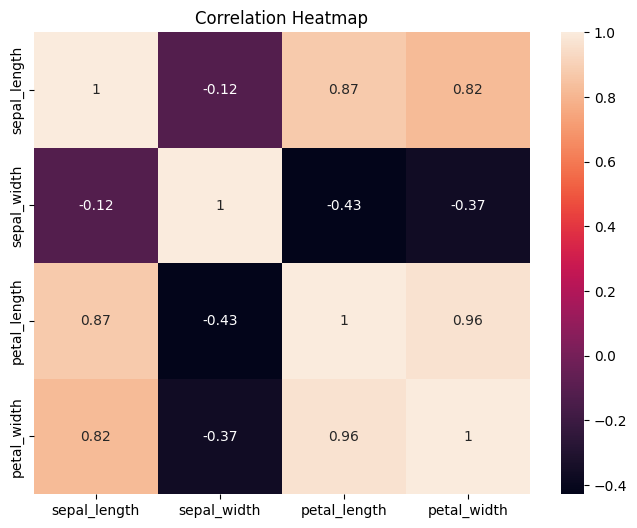 Correlation Heatmap
sepal_length
1
-0.12
0.87
0.82
sepal_width
-0.12
1
-0.43
-0.37
petal_length
0.87
-0.43
1
0.96
petal_width
0.82
-0.37
0.96
1
sepal_length
sepal_width
petal_length
petal_width
1.0
0.8
0.6
0.4
0.2
0.0
−0.2
−0.4